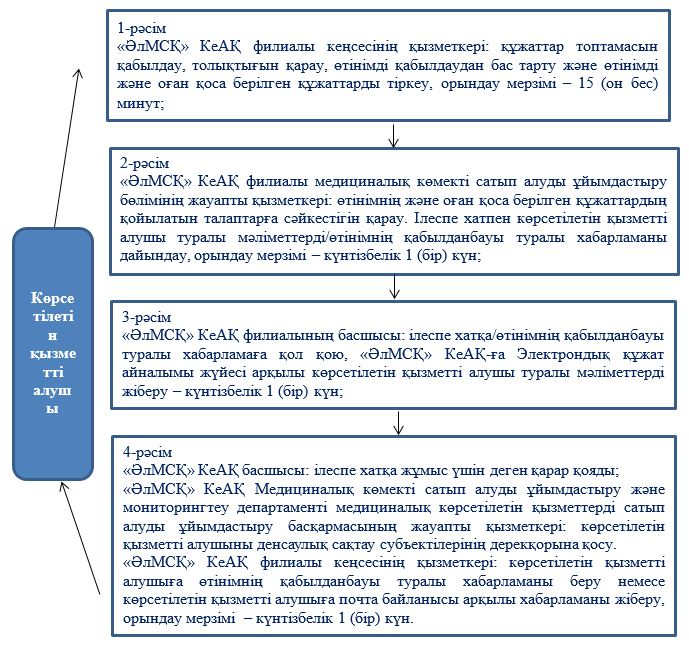 1-рәсім
«ӘлМСҚ» КеАҚ филиалы кеңсесінің қызметкері: құжаттар топтамасын
қабылдау, толықтығын қарау, өтінімді қабылдаудан бас тарту және өтінімді
және оған қоса берілген құжаттарды тіркеу, орындау мерзімі – 15 (он бес)
минут;
2-рәсім
«ӘлМСҚ» КеАҚ филиалы медициналық көмекті сатып алуды ұйымдастыру
бөлімінің жауапты қызметкері: өтінімнің және оған қоса берілген құжаттардың
қойылатын талаптарға сәйкестігін қарау. Ілеспе хатпен көрсетілетін қызметті
алушы туралы мәліметтерді/өтінімнің қабылданбауы туралы хабарламаны
дайындау, орындау мерзімі – күнтізбелік 1 (бір) күн;
Көрсе
тілеті
н
қызме
тті
алуш
ы
3-рәсім
«ӘлМСҚ» КеАҚ филиалының басшысы: ілеспе хатқа/өтінімнің қабылданбауы
туралы хабарламаға қол қою, «ӘлМСҚ» КеАҚ-ға Электрондық құжат
айналымы жүйесі арқылы көрсетілетін қызметті алушы туралы мәліметтерді
жіберу – күнтізбелік 1 (бір) күн;
4-рәсім
«ӘлМСҚ» КеАҚ басшысы: ілеспе хатқа жұмыс үшін деген қарар қояды;
«ӘлМСҚ» КеАҚ Медициналық көмекті сатып алуды ұйымдастыру және
мониторингтеу департаменті медициналық көрсетілетін қызметтерді сатып
алуды ұйымдастыру басқармасының жауапты қызметкері: көрсетілетін
қызметті алушыны денсаулық сақтау субъектілерінің дерекқорына қосу.
«ӘлМСҚ» КеАҚ филиалы кеңсесінің қызметкері: көрсетілетін қызметті
алушыға өтінімнің қабылданбауы туралы хабарламаны беру немесе
көрсетілетін қызметті алушыға почта байланысы арқылы хабарламаны жіберу,
орындау мерзімі – күнтізбелік 1 (бір) күн.